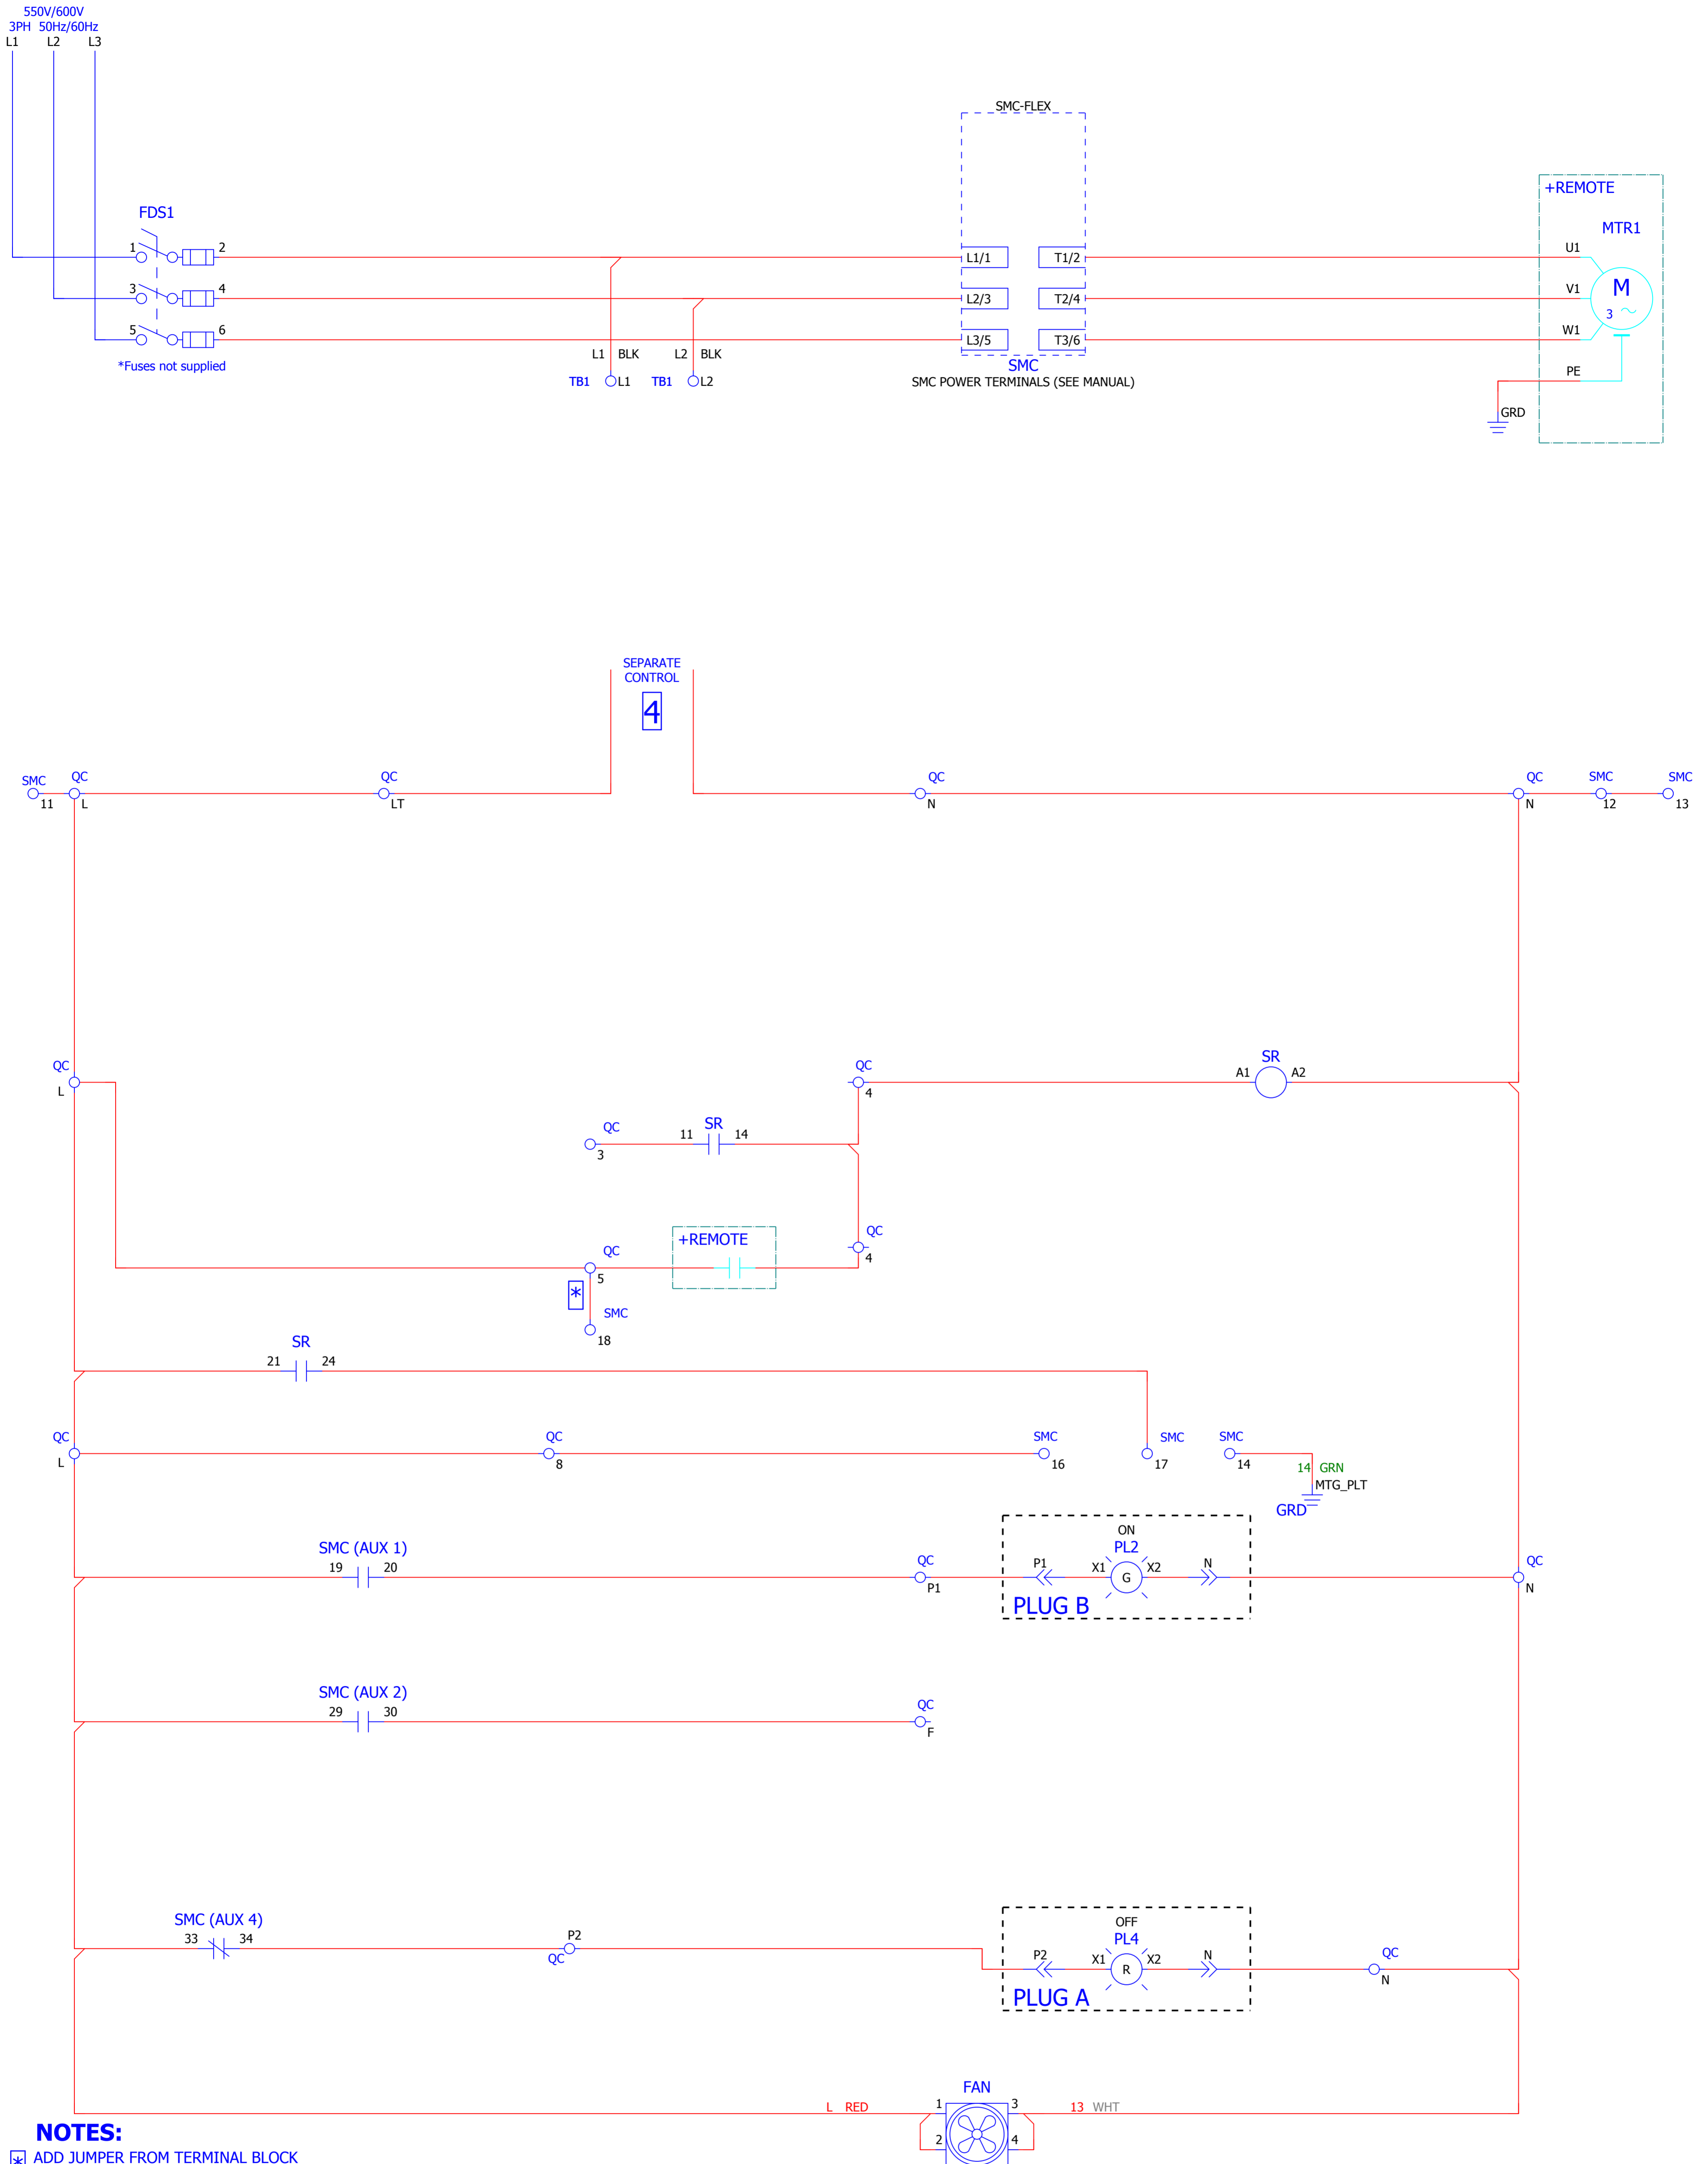 550V/600V
3PH 50Hz/60Hz
L1 L2 L3
SMC-FLEX
+REMOTE
FDS1
MTR1
1 2 L1/1 T1/2 U1
3 4 L2/3 T2/4 V1 M
3
5 6 L3/5 T3/6 W1
*Fuses not supplied
L1 BLK L2 BLK
SMC
TB1 L1 TB1 L2
SMC POWER TERMINALS (SEE MANUAL)
PE
GRD
SEPARATE
CONTROL
4
SMC QC QC QC QC SMC SMC
11 L LT N N 12 13
QC QC SR
L 4 A1 A2
QC 11 SR 14
3
+REMOTE QC
4
QC
5
*
SMC
18
SR
21 24
QC QC SMC SMC SMC
L 8 16 17 14
14 GRN
MTG_PLT
GRD
ON
SMC (AUX 1) PL2
19 20 QC P1 X1 G X2 N QC
P1 N
PLUG B
SMC (AUX 2)
29 30 QC
F
OFF
SMC (AUX 4) PL4
33 34 P2 P2 X1 R X2 N QC
QC N
PLUG A
FAN
L RED 1 3 13 WHT
2 4
NOTES:
* ADD JUMPER FROM TERMINAL BLOCK